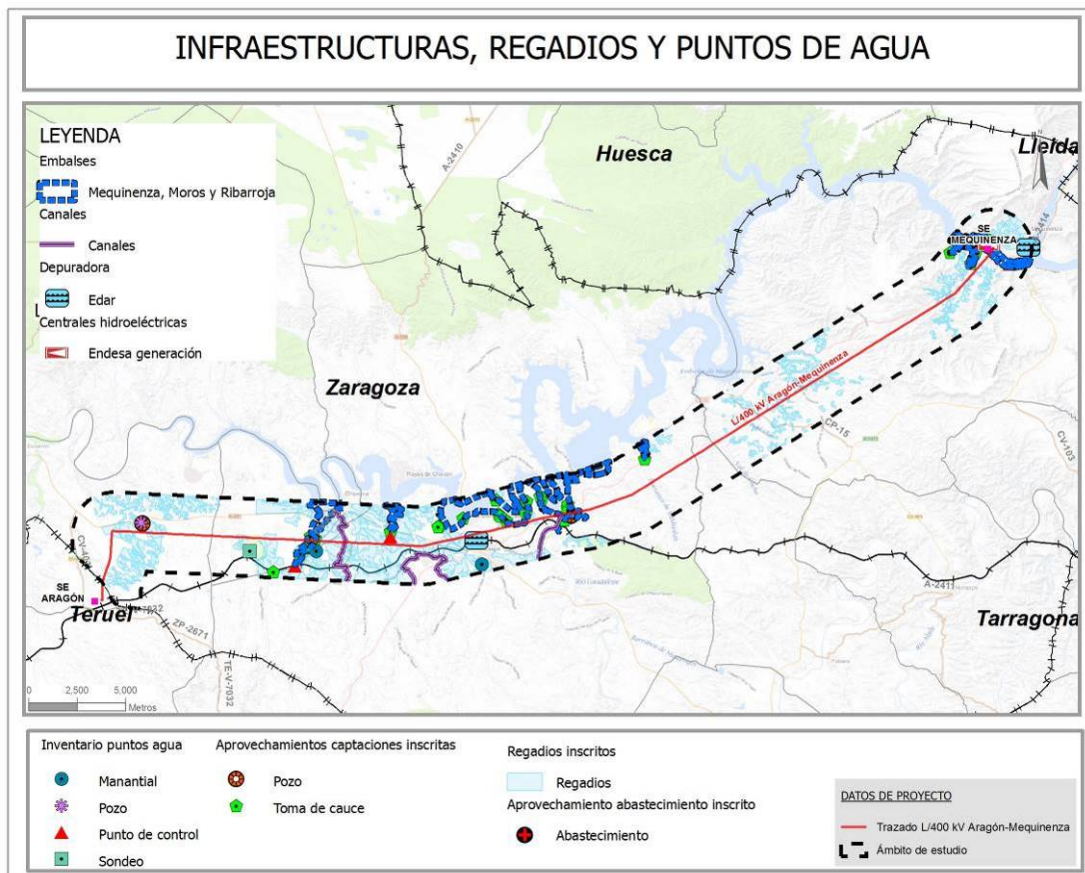 INFRAESTRUCTURAS, REGADIOS Y PUNTOS DE AGUA
LEYENDA
Embalses
Mequinenza, Moros y Ribarroja
Canales
Canales
Depuradora
Edar
Centrales hidroeléctricas
Endesa generación
A-2410
Huesca
Lleida
SE
MEQUINENZA
Zaragoza
L/400 kV Aragón-Mequinenza
CP-15
CV-103
SE
ARAGÓN
Teruel
ZP-2671
TE-V-7032
A-2411
Tarragona
0 2,500 5,000
Metros
Inventario puntos agua
Manantial
Pozo
Punto de control
Sondeo
Aprovechamientos captaciones inscritas
Pozo
Toma de cauce
Regadios inscritos
Regadios
Aprovechamiento abastecimiento inscrito
Abastecimiento
DATOS DE PROYECTO
Trazado L/400 kV Aragón-Mequinenza
Ámbito de estudio